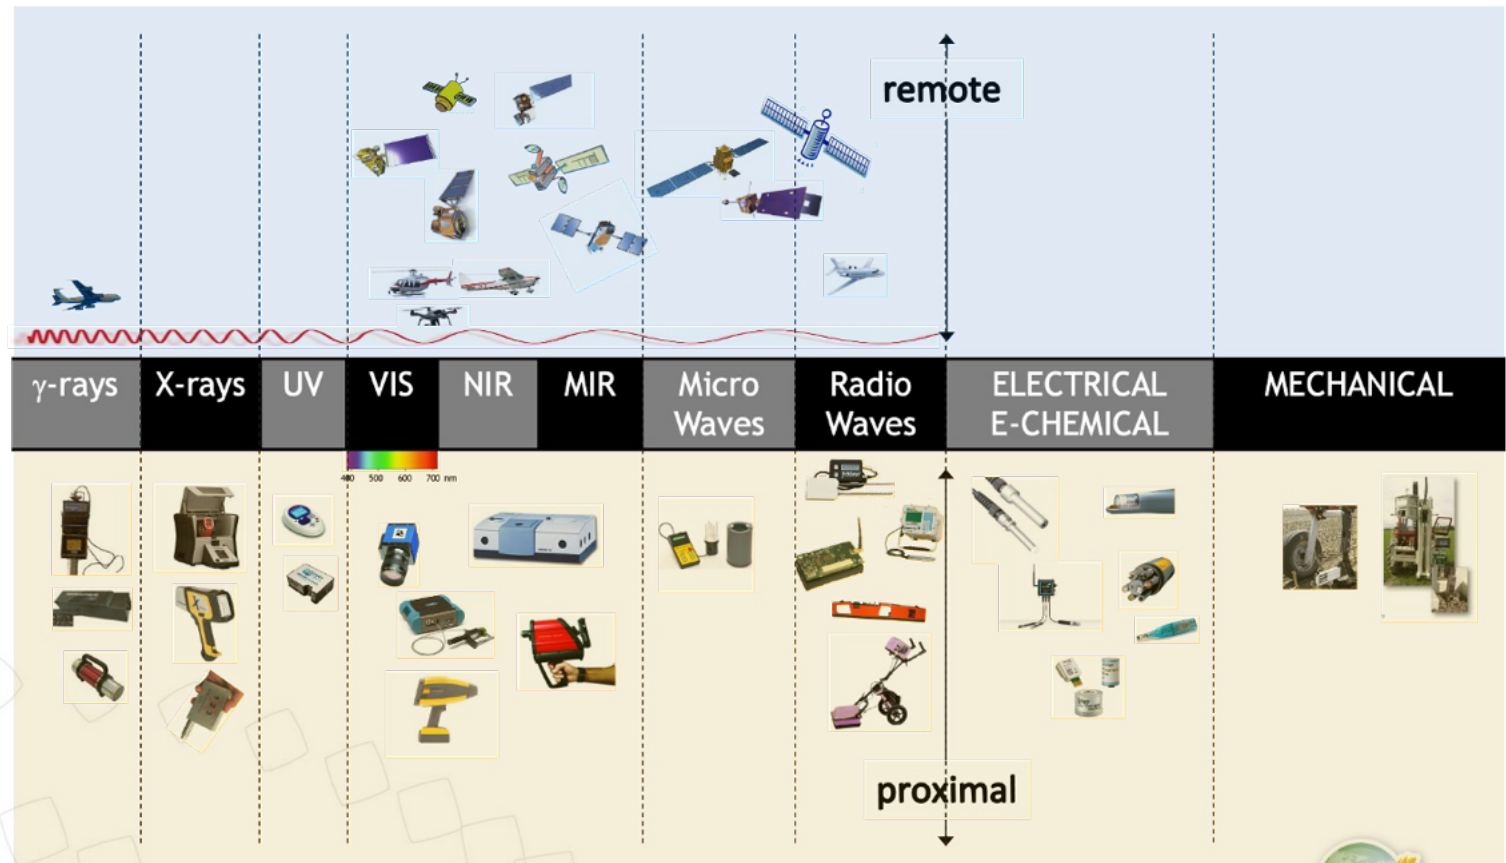 remote
γ-rays
X-rays
UV
VIS
NIR
MIR
Micro
Waves
Radio
Waves
ELECTRICAL
E-CHEMICAL
MECHANICAL
400 500 600 700 nm
proximal